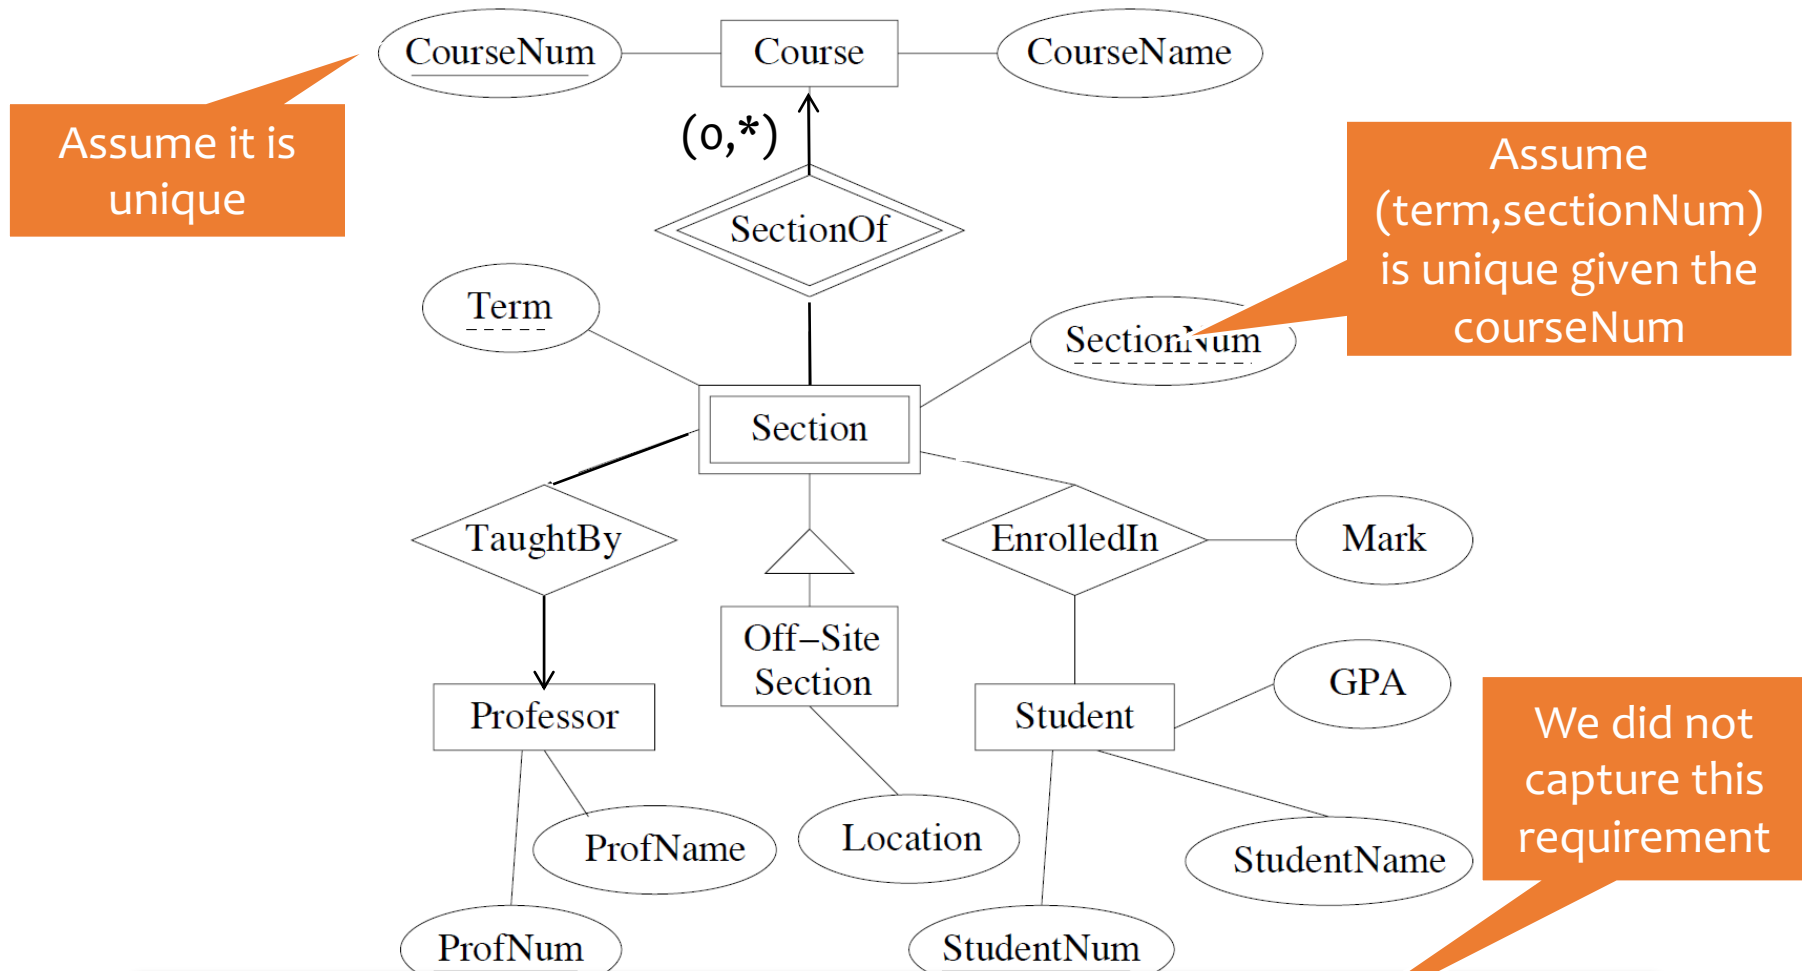 CourseNum
Course
CourseName
Assume it is
unique
(0,*)
Assume
(term,sectionNum)
is unique given the
courseNum
SectionOf
Term
SectionNum
Section
TaughtBy
EnrolledIn
Mark
Off-Site
Section
Professor
Student
GPA
We did not
capture this
requirement
ProfName
Location
StudentName
ProfNum
StudentNum